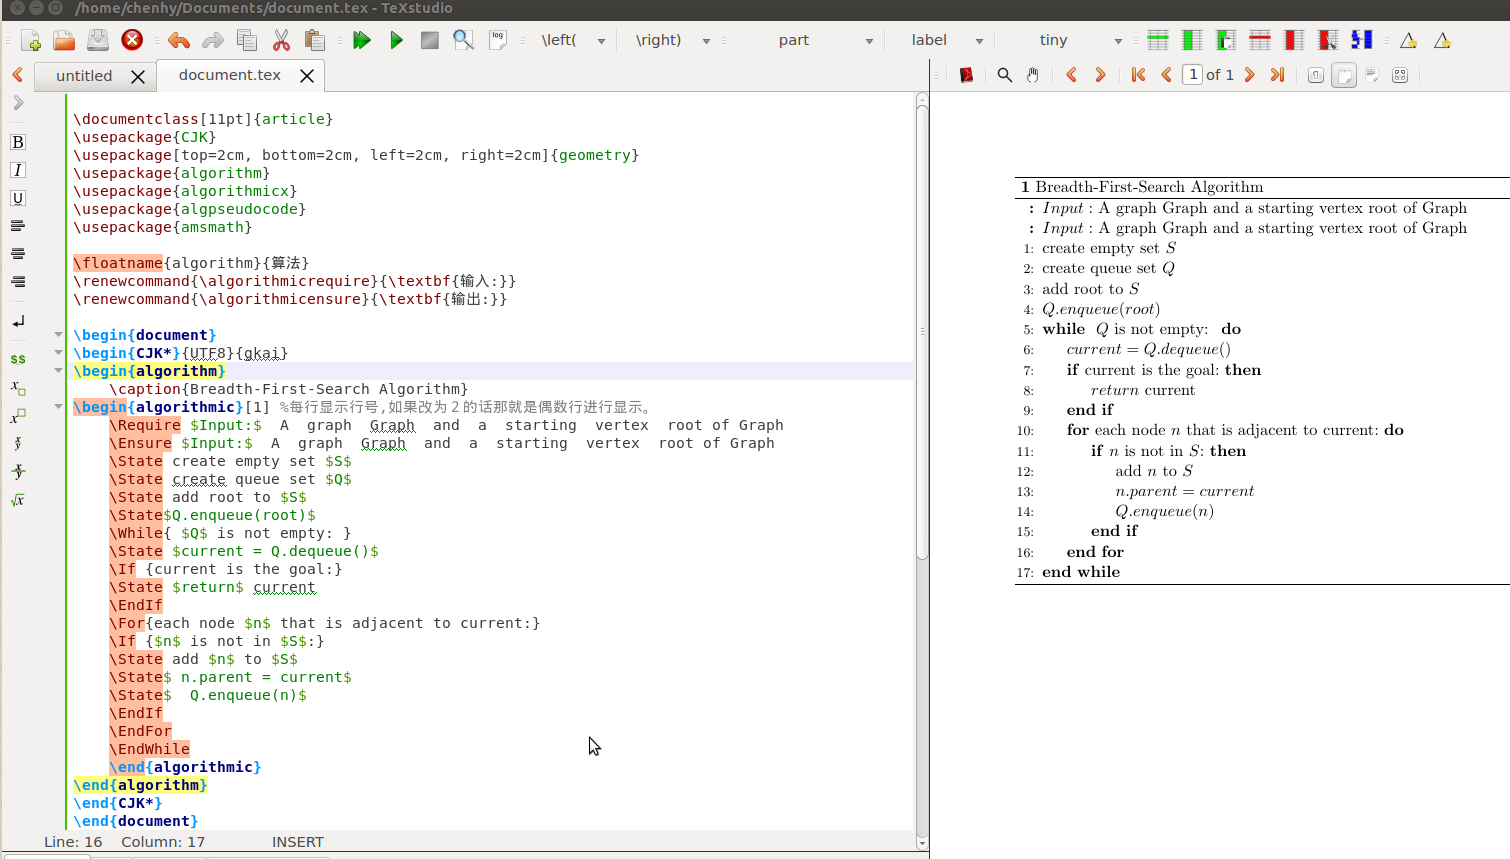 /home/chenhy/Documents/document.tex - TeXstudio
log
\left(
\right)
part
label
tiny
untitled
document.tex
1 of 1
B
I
U
$$
\documentclass[11pt]{article}
\usepackage{CJK}
\usepackage[top=2cm, bottom=2cm, left=2cm, right=2cm]{geometry}
\usepackage{algorithm}
\usepackage{algorithmicx}
\usepackage{algpseudocode}
\usepackage{amsmath}
\floatname{algorithm}{算法}
\renewcommand{\algorithmicrequire}{\textbf{输入:}}
\renewcommand{\algorithmicensure}{\textbf{输出:}}
\begin{document}
\begin{CJK*}{UTF8}{gkai}
\begin{algorithm}
\caption{Breadth-First-Search Algorithm}
\begin{algorithmic}[1] %每行显示行号,如果改为2的话那就是偶数行进行显示。
\Require $Input:$ A graph Graph and a starting vertex root of Graph
\Ensure $Input:$ A graph Graph and a starting vertex root of Graph
\State create empty set $S$
\State create queue set $Q$
\State add root to $S$
\State$Q.enqueue(root)$
\While{ $Q$ is not empty: }
\State $current = Q.dequeue()$
\If {current is the goal:}
\State $return$ current
\EndIf
\For{each node $n$ that is adjacent to current:}
\If {$n$ is not in $S$:}
\State add $n$ to $S$
\State$ n.parent = current$
\State$ Q.enqueue(n)$
\EndIf
\EndFor
\EndWhile
\end{algorithmic}
\end{algorithm}
\end{CJK*}
\end{document}
Line: 16 Column: 17 INSERT
1 Breadth-First-Search Algorithm
: Input : A graph Graph and a starting vertex root of Graph
: Input : A graph Graph and a starting vertex root of Graph
1: create empty set S
2: create queue set Q
3: add root to S
4: Q.enqueue(root)
5: while Q is not empty: do
6: current = Q.dequeue()
7: if current is the goal: then
8: return current
9: end if
10: for each node n that is adjacent to current: do
11: if n is not in S: then
12: add n to S
13: n.parent = current
14: Q.enqueue(n)
15: end if
16: end for
17: end while